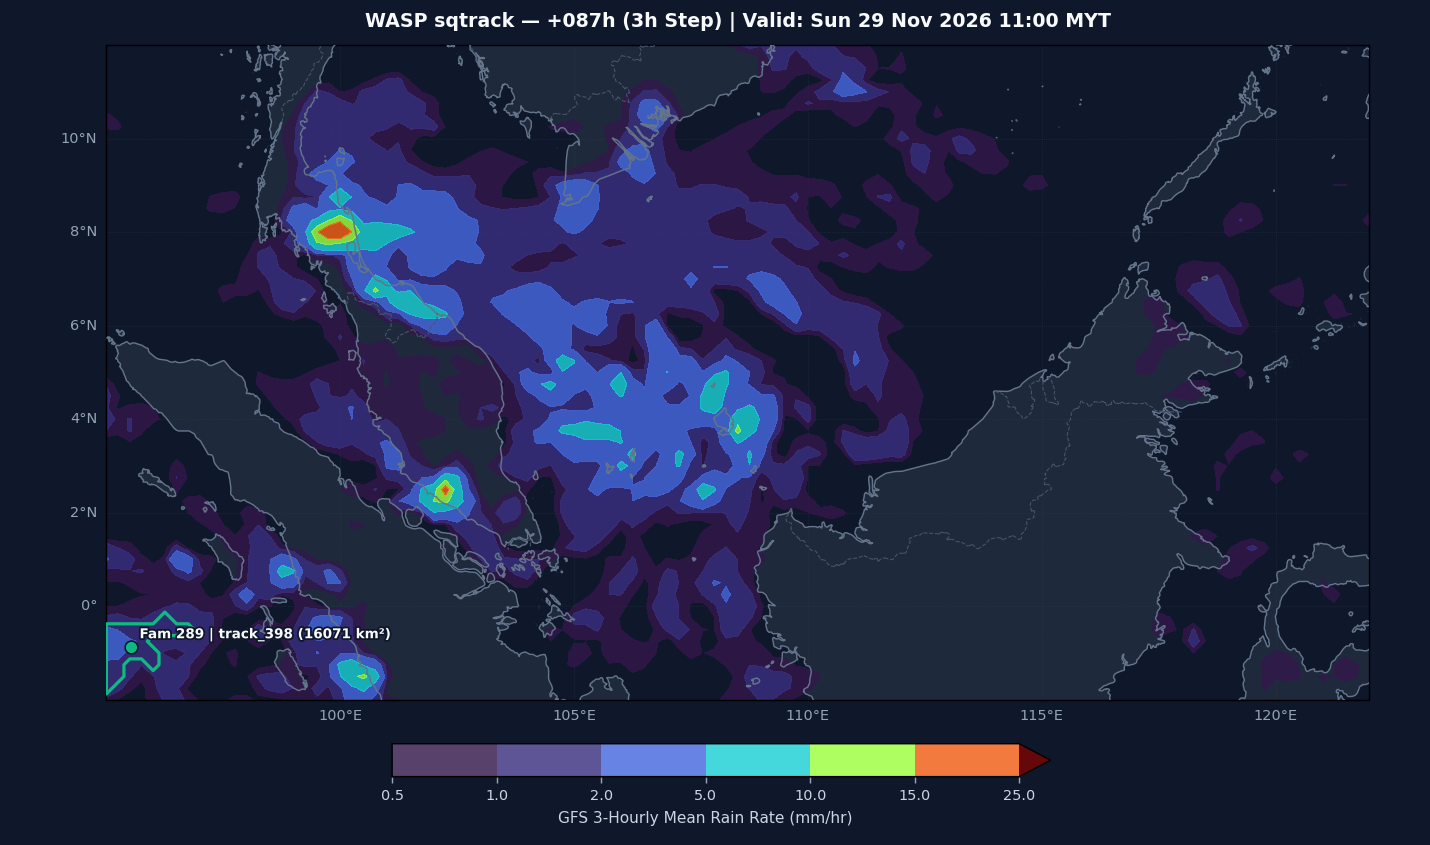 WASP sqtrack — +087h (3h Step) | Valid: Sun 29 Nov 2026 11:00 MYT
10°N
8°N
6°N
4°N
2°N
0°
Fam 289 | track_398 (16071 km²)
100°E 105°E 110°E 115°E 120°E
0.5 1.0 2.0 5.0 10.0 15.0 25.0
GFS 3-Hourly Mean Rain Rate (mm/hr)